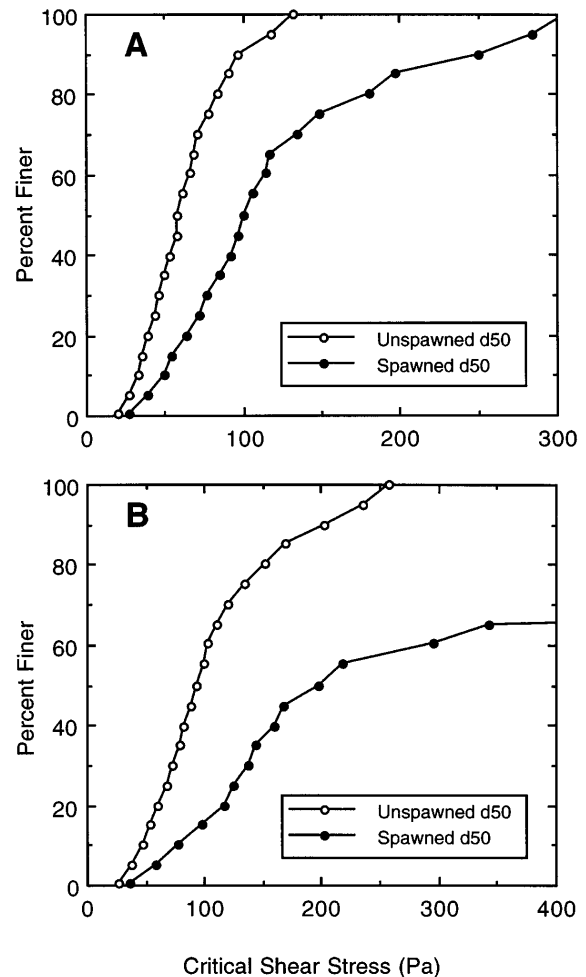 A
Percent Finer
100
80
60
40
20
0
Unspawned d50
Spawned d50
0 100 200 300
B
Percent Finer
100
80
60
40
20
0
Unspawned d50
Spawned d50
0 100 200 300 400
Critical Shear Stress (Pa)